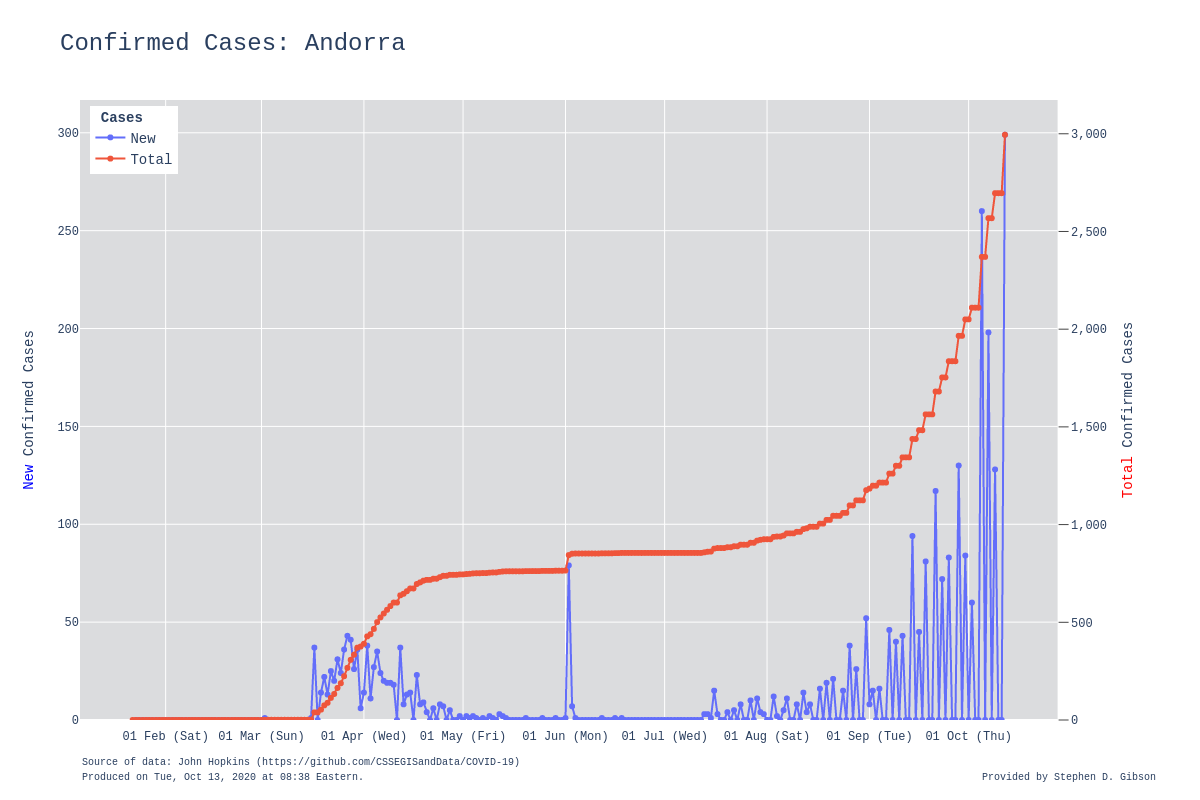 Confirmed Cases: Andorra
Cases
New
Total
300
250
200
150
100
50
0
3,000
2,500
2,000
1,500
1,000
500
0
New Confirmed Cases
Total Confirmed Cases
01 Feb (Sat) 01 Mar (Sun) 01 Apr (Wed) 01 May (Fri) 01 Jun (Mon) 01 Jul (Wed) 01 Aug (Sat) 01 Sep (Tue) 01 Oct (Thu)
Source of data: John Hopkins (https://github.com/CSSEGISandData/COVID-19)
Produced on Tue, Oct 13, 2020 at 08:38 Eastern.
Provided by Stephen D. Gibson